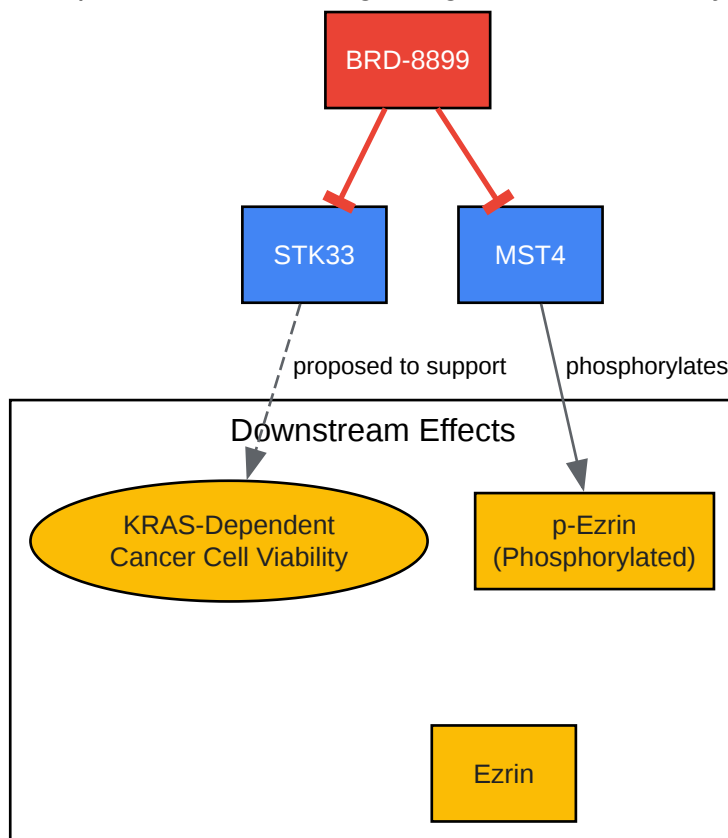 BRD-8899
STK33
MST4
proposed to support
phosphorylates
Downstream Effects
KRAS-Dependent
Cancer Cell Viability
p-Ezrin
(Phosphorylated)
Ezrin